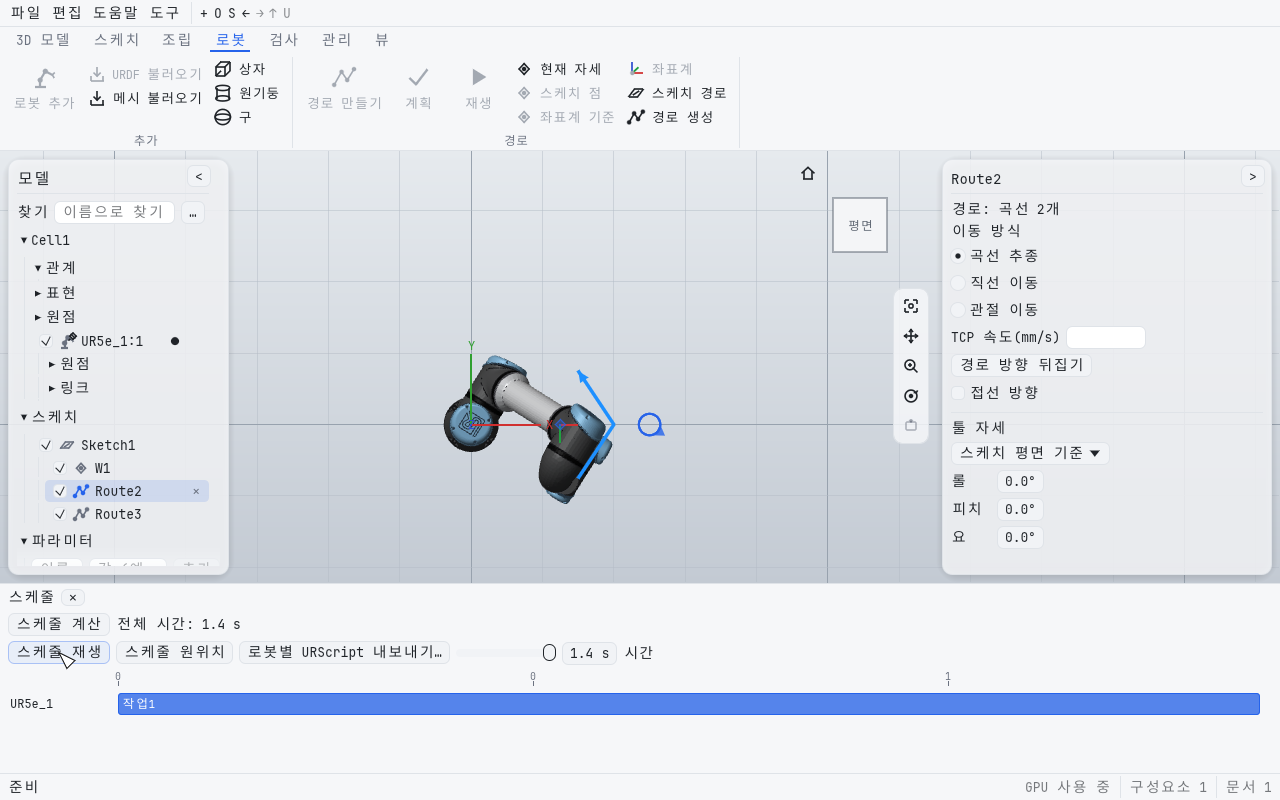 파일 편집 도움말 도구 + O S ← → ↑ U
3D 모델 스케치 조립 로봇 검사 관리 뷰
로봇 추가 URDF 불러오기 메시 불러오기 상자 원기둥 구
추가
경로 만들기 계획 재생 현재 자세 스케치 점 좌표계 기준 좌표계 스케치 경로 경로 생성
경로
모델 <
찾기 이름으로 찾기 …
▾ Cell1
▾ 관계
▸ 표현
▸ 원점
UR5e_1:1 ●
▸ 원점
▸ 링크
▾ 스케치
Sketch1
W1
Route2 ×
Route3
▾ 파라미터
Y
X
평면
Route2 >
경로: 곡선 2개
이동 방식
곡선 추종
직선 이동
관절 이동
TCP 속도(mm/s)
경로 방향 뒤집기
접선 방향
툴 자세
스케치 평면 기준 ▼
롤 0.0°
피치 0.0°
요 0.0°
스케줄 ×
스케줄 계산 전체 시간: 1.4 s
스케줄 재생 스케줄 원위치 로봇별 URScript 내보내기… 1.4 s 시간
0 0 1
UR5e_1 작업1
준비 GPU 사용 중 구성요소 1 문서 1